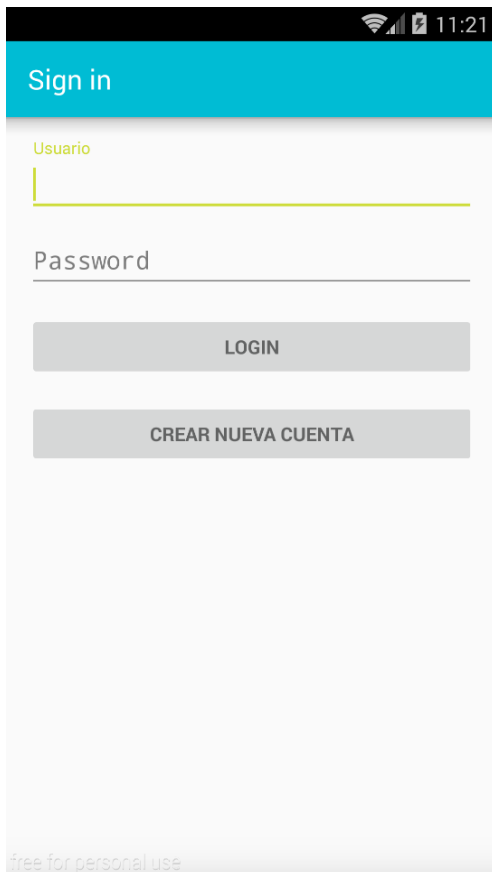 11:21
Sign in
Usuario
Password
LOGIN
CREAR NUEVA CUENTA
free for personal use